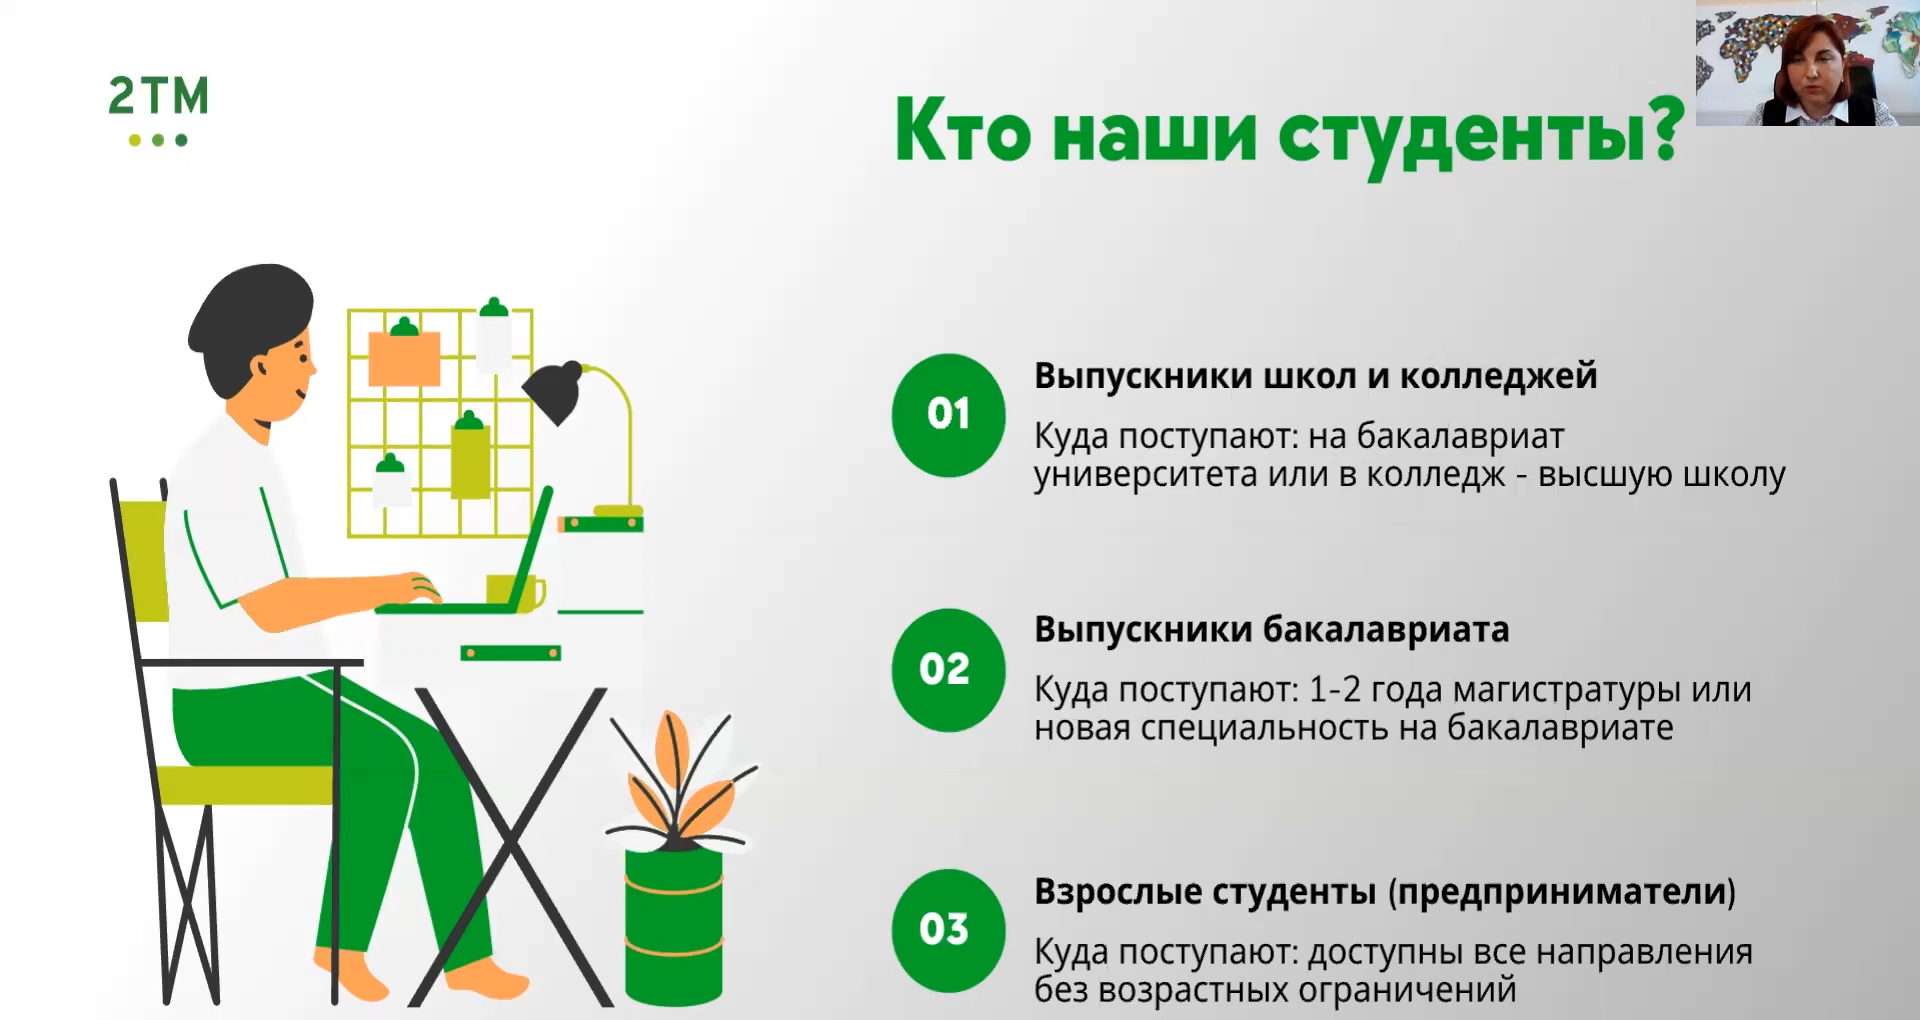 2TM
Кто наши студенты?
01
Выпускники школ и колледжей
Куда поступают: на бакалавриат
университета или в колледж - высшую школу
02
Выпускники бакалавриата
Куда поступают: 1-2 года магистратуры или
новая специальность на бакалавриате
03
Взрослые студенты (предприниматели)
Куда поступают: доступны все направления
без возрастных ограничений